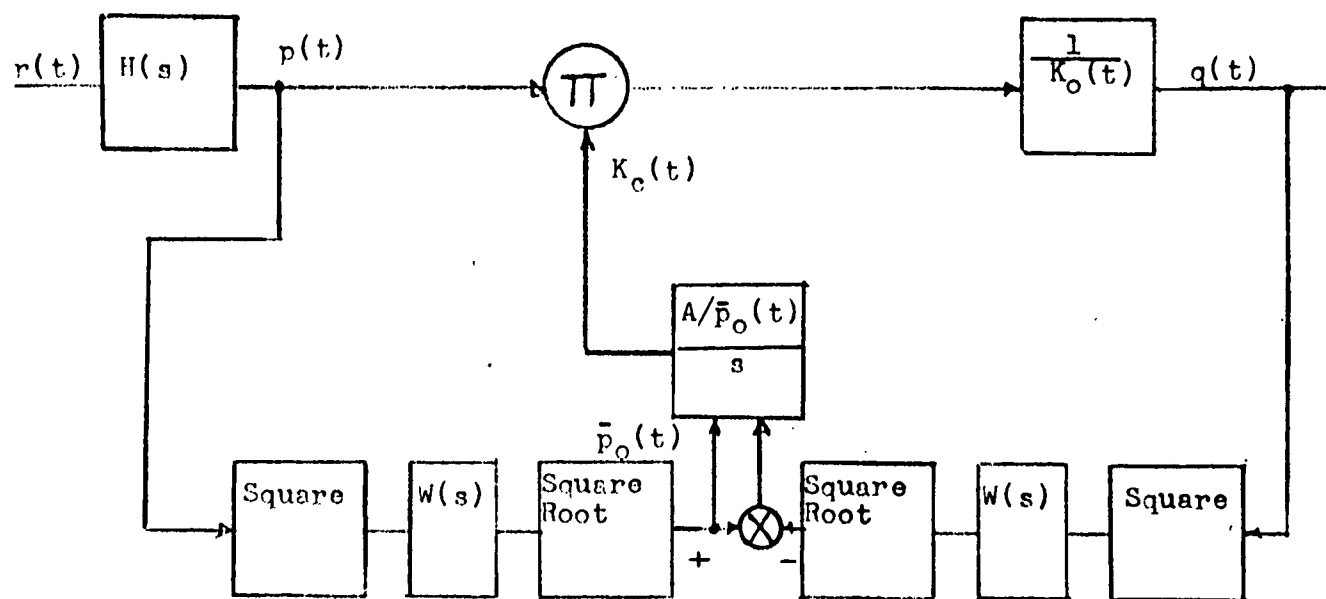 r(t)
H(s)
p(t)
π
1
K_o(t)
q(t)
K_c(t)
A/p̄_o(t)
s
p̄_o(t)
Square
W(s)
Square
Root
+
-
Square
Root
W(s)
Square